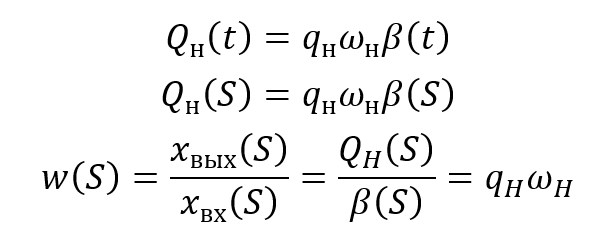 Qн(t) = qнωнβ(t)
Qн(S) = qнωнβ(S)
w(S) = xвых(S)/xвх(S) = QH(S)/β(S) = qHωH